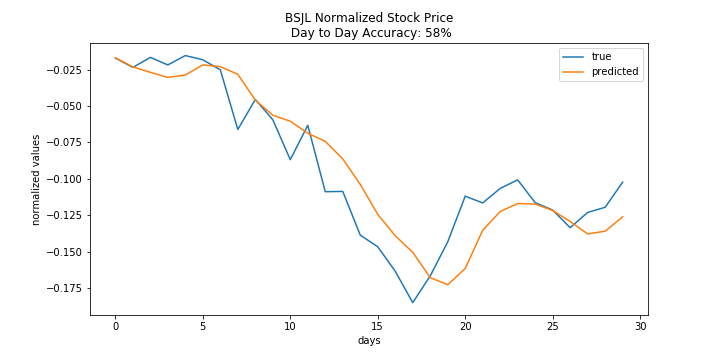 BSJL Normalized Stock Price
Day to Day Accuracy: 58%
true
predicted
normalized values
−0.025
−0.050
−0.075
−0.100
−0.125
−0.150
−0.175
0 5 10 15 20 25 30
days